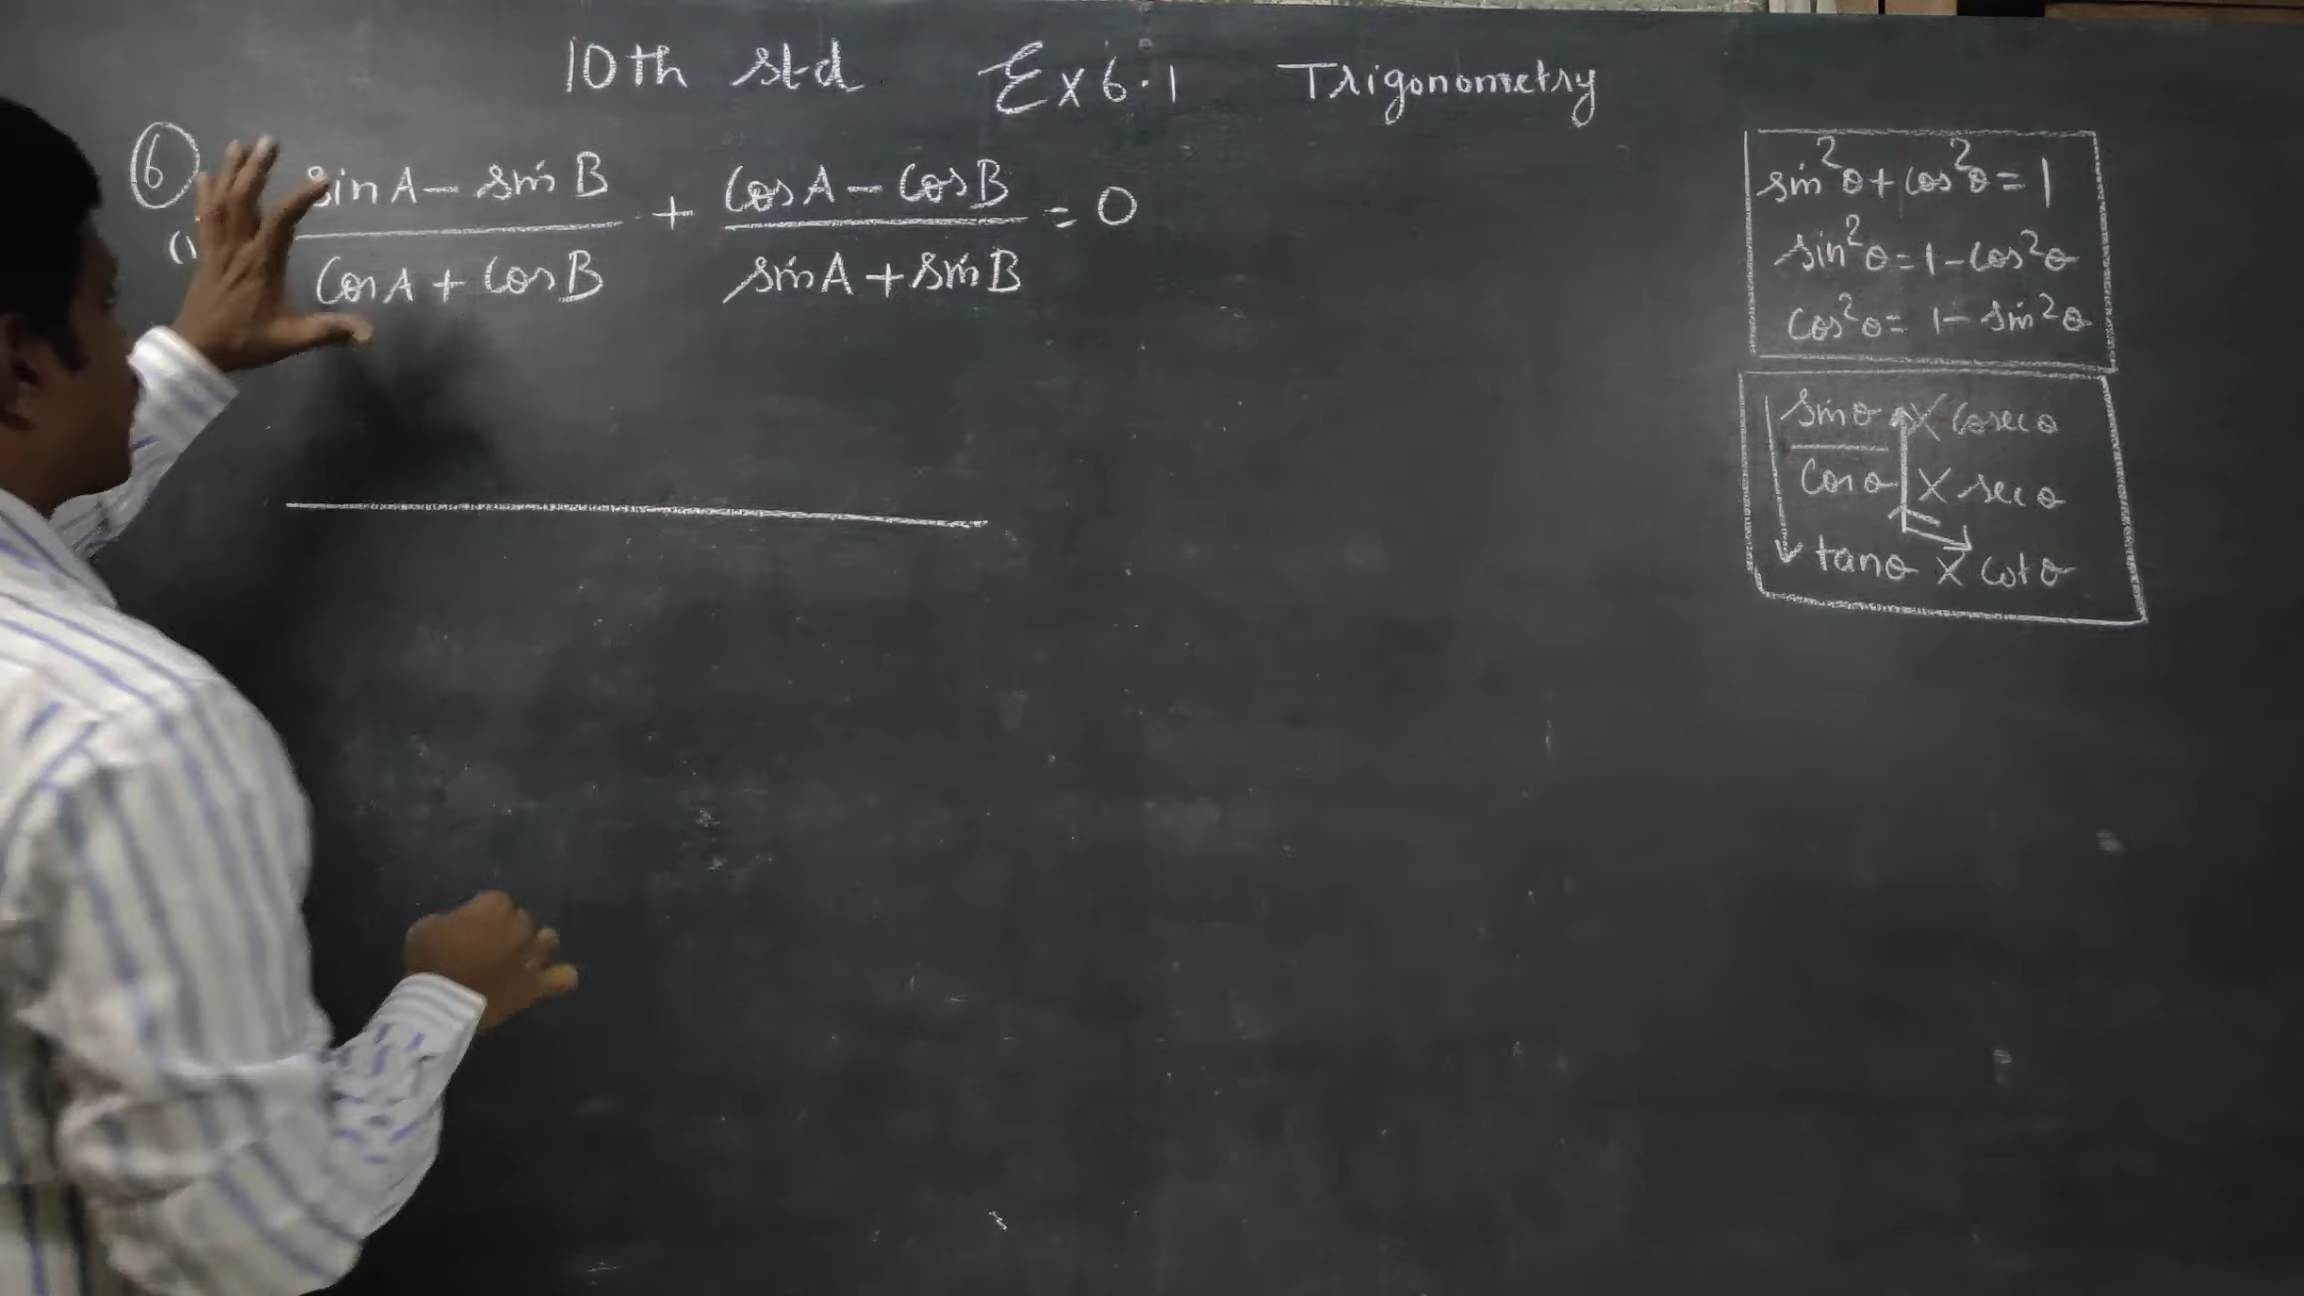 10th std Ex 6.1 Trigonometry
6
(i) sinA − sinB / cosA + cosB + cosA − cosB / sinA + sinB = 0
sin²θ + cos²θ = 1
sin²θ = 1 − cos²θ
cos²θ = 1 − sin²θ
sinθ X cosecθ
cosθ X secθ
tanθ X cotθ